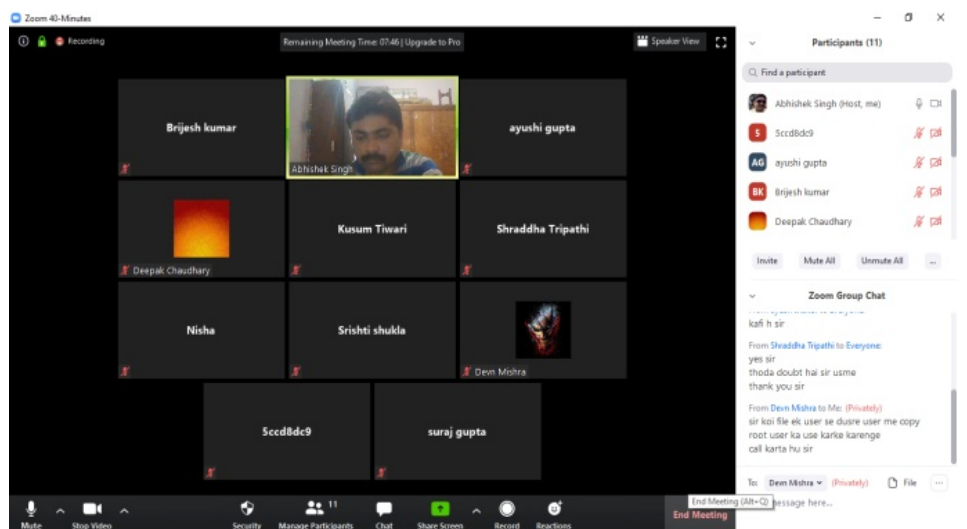 Zoom 40-Minutes
Recording
Remaining Meeting Time: 07:46 | Upgrade to Pro
Speaker View
Brijesh kumar
Abhishek Singh
ayushi gupta
Deepak Chaudhary
Kusum Tiwari
Shraddha Tripathi
Nisha
Srishti shukla
Devn Mishra
5ccd8dc9
suraj gupta
Mute
Stop Video
Security
11
Manage Participants
Chat
Share Screen
Record
Reactions
End Meeting (Alt+Q)
End Meeting
Participants (11)
Find a participant
Abhishek Singh (Host, me)
S
5ccd8dc9
AG
ayushi gupta
BK
Brijesh kumar
Deepak Chaudhary
Invite
Mute All
Unmute All
...
Zoom Group Chat
kafi h sir
From Shraddha Tripathi to Everyone:
yes sir
thoda doubt hai sir usme
thank you sir
From Devn Mishra to Me: (Privately)
sir koi file ek user se dusre user me copy
root user ka use karke karenge
call karta hu sir
To:
Devn Mishra
(Privately)
File
...
essage here...